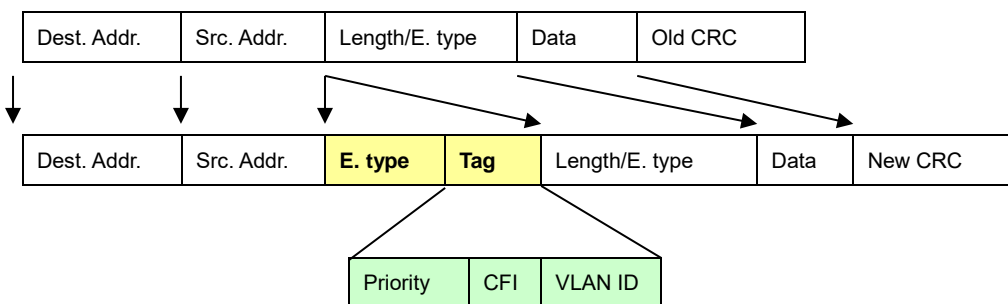 Dest. Addr. Src. Addr. Length/E. type Data Old CRC
Dest. Addr. Src. Addr. E. type Tag Length/E. type Data New CRC
Priority CFI VLAN ID